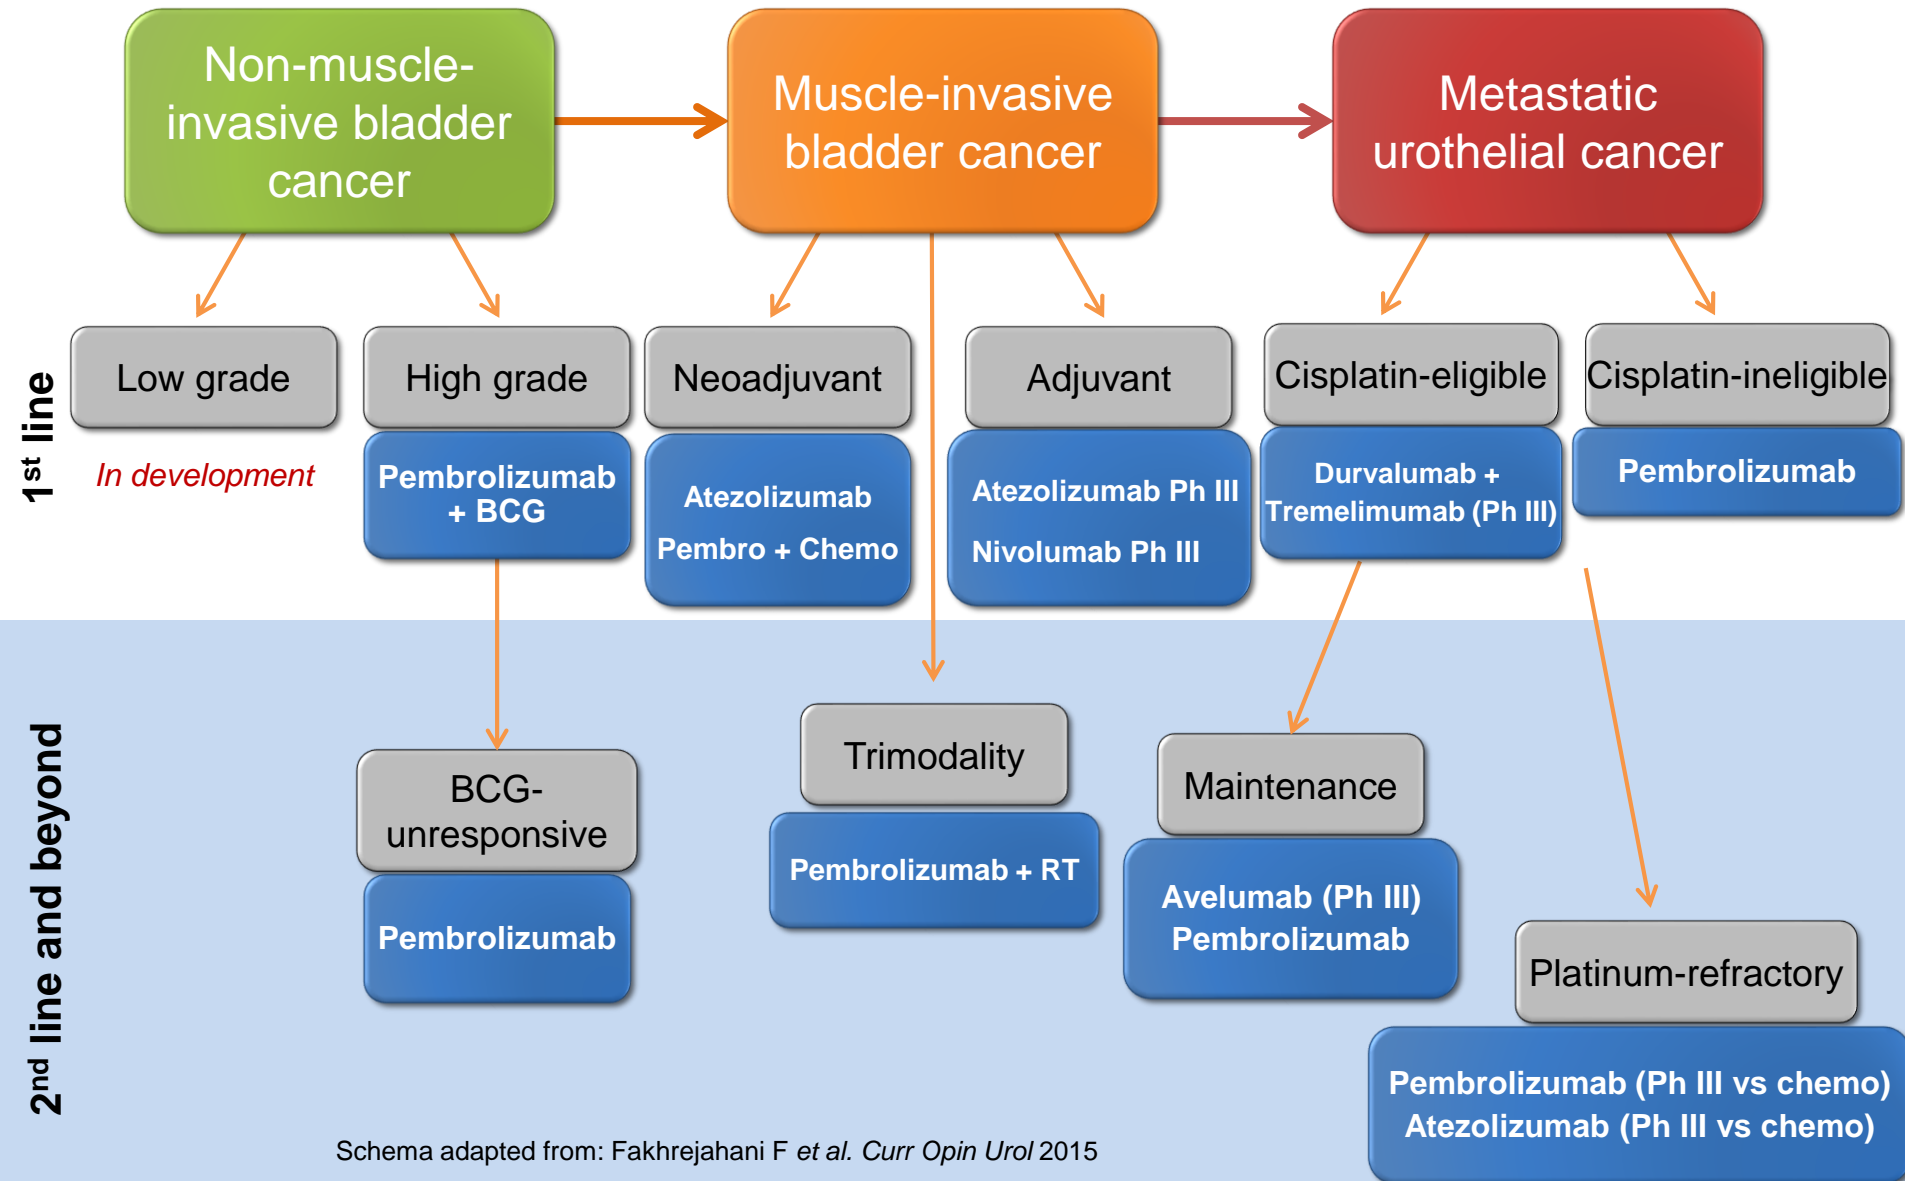 Non-muscle-
invasive bladder
cancer
Muscle-invasive
bladder cancer
Metastatic
urothelial cancer
1st line
Low grade
In development
High grade
Pembrolizumab
+ BCG
Neoadjuvant
Atezolizumab
Pembro + Chemo
Adjuvant
Atezolizumab Ph III
Nivolumab Ph III
Cisplatin-eligible
Durvalumab +
Tremelimumab (Ph III)
Cisplatin-ineligible
Pembrolizumab
2nd line and beyond
BCG-
unresponsive
Pembrolizumab
Trimodality
Pembrolizumab + RT
Maintenance
Avelumab (Ph III)
Pembrolizumab
Platinum-refractory
Pembrolizumab (Ph III vs chemo)
Atezolizumab (Ph III vs chemo)
Schema adapted from: Fakhrejahani F et al. Curr Opin Urol 2015